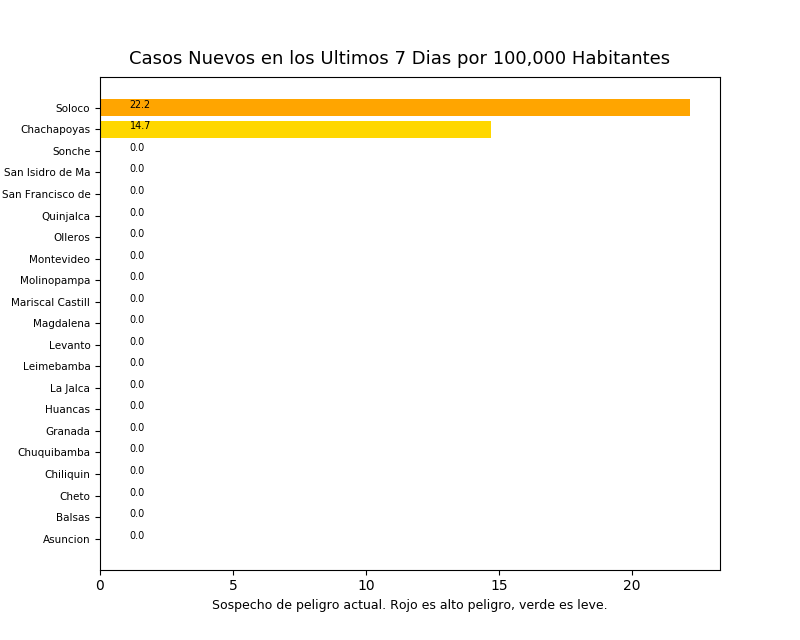 Casos Nuevos en los Ultimos 7 Dias por 100,000 Habitantes
Soloco 22.2
Chachapoyas 14.7
Sonche 0.0
San Isidro de Ma 0.0
San Francisco de 0.0
Quinjalca 0.0
Olleros 0.0
Montevideo 0.0
Molinopampa 0.0
Mariscal Castill 0.0
Magdalena 0.0
Levanto 0.0
Leimebamba 0.0
La Jalca 0.0
Huancas 0.0
Granada 0.0
Chuquibamba 0.0
Chiliquin 0.0
Cheto 0.0
Balsas 0.0
Asuncion 0.0
0 5 10 15 20
Sospecho de peligro actual. Rojo es alto peligro, verde es leve.